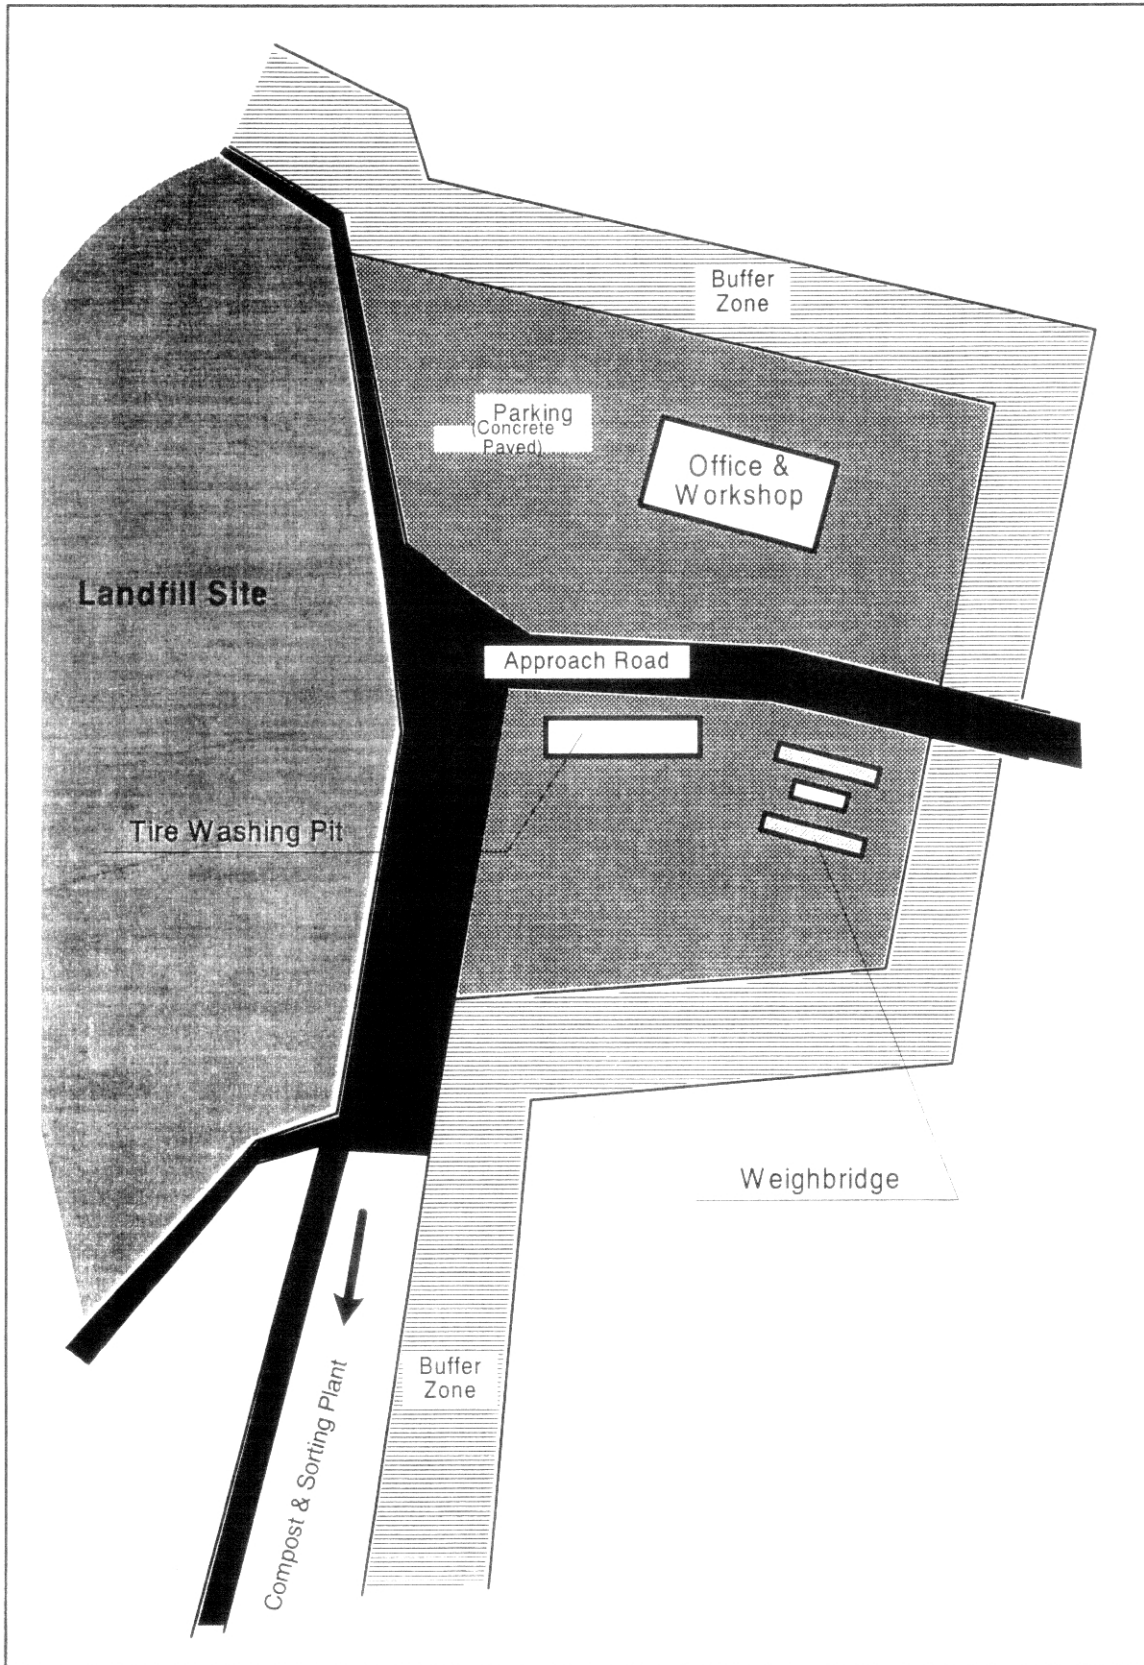 Buffer
Zone
Parking
(Concrete
Paved)
Office &
Workshop
Landfill Site
Approach Road
Tire Washing Pit
Weighbridge
Buffer
Zone
Compost & Sorting Plant